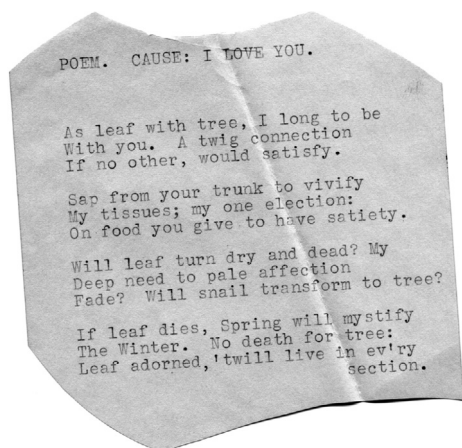 POEM. CAUSE: I LOVE YOU.
As leaf with tree, I long to be
With you. A twig connection
If no other, would satisfy.
Sap from your trunk to vivify
My tissues; my one election:
On food you give to have satiety.
Will leaf turn dry and dead? My
Deep need to pale affection
Fade? Will snail transform to tree?
If leaf dies, Spring will mystify
The Winter. No death for tree:
Leaf adorned,'twill live in ev'ry
section.